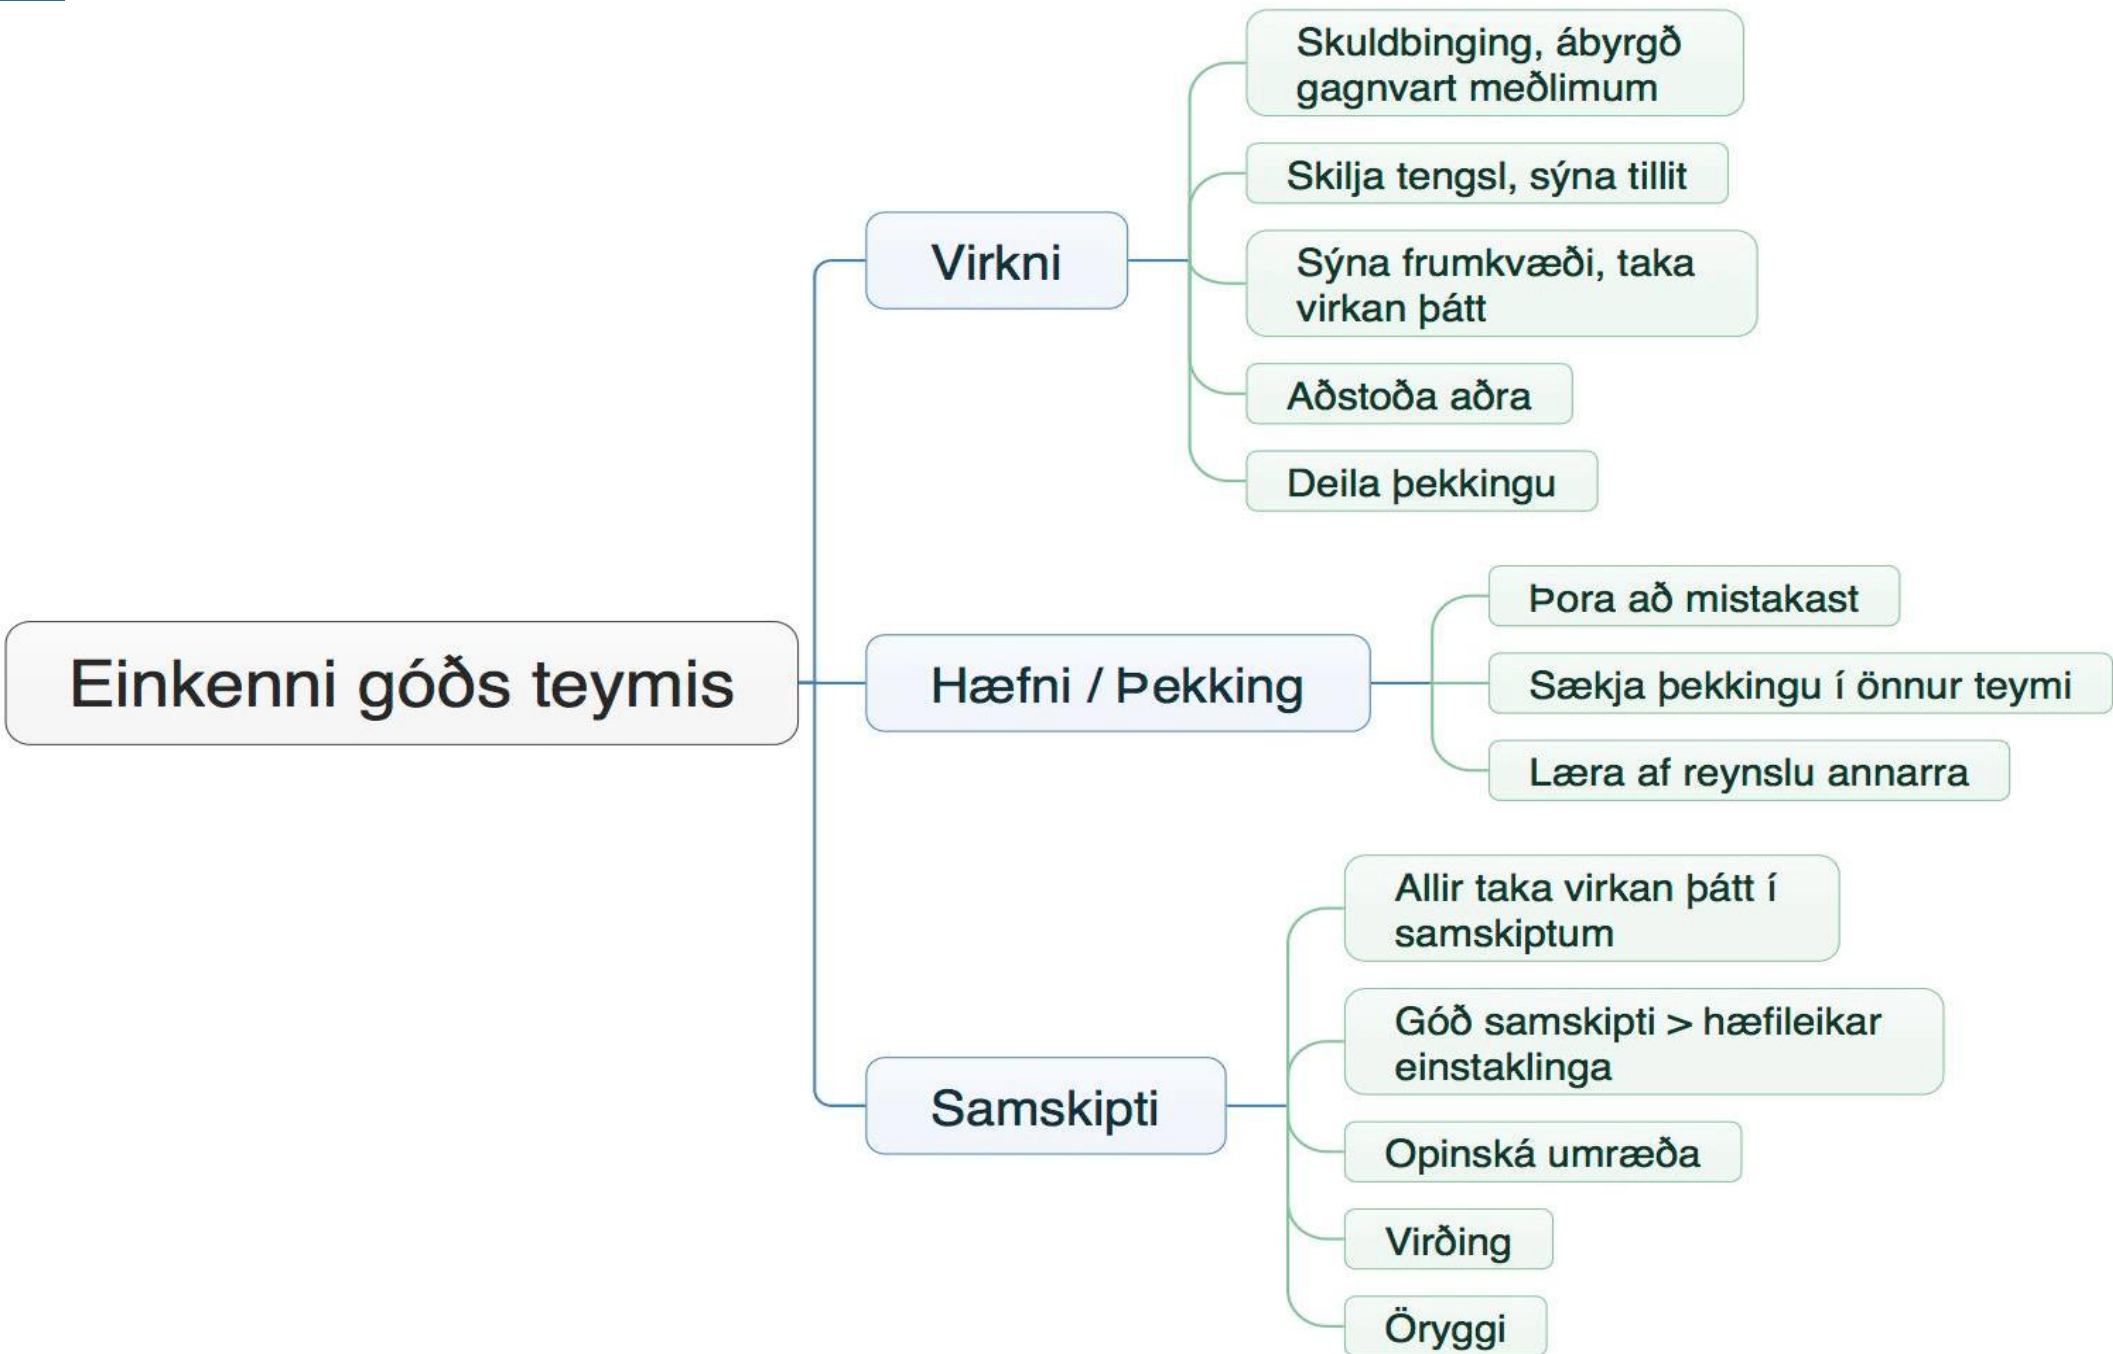 Einkenni góðs teymis
Virkni
Skuldbinging, ábyrgð
gagnvart meðlimum
Skilja tengsl, sýna tillit
Sýna frumkvæði, taka
virkan þátt
Aðstoða aðra
Deila þekkingu
Hæfni / Þekking
Þora að mistakast
Sækja þekkingu í önnur teymi
Læra af reynslu annarra
Samskipti
Allir taka virkan þátt í
samskiptum
Góð samskipti > hæfileikar
einstaklinga
Opinská umræða
Virðing
Öryggi